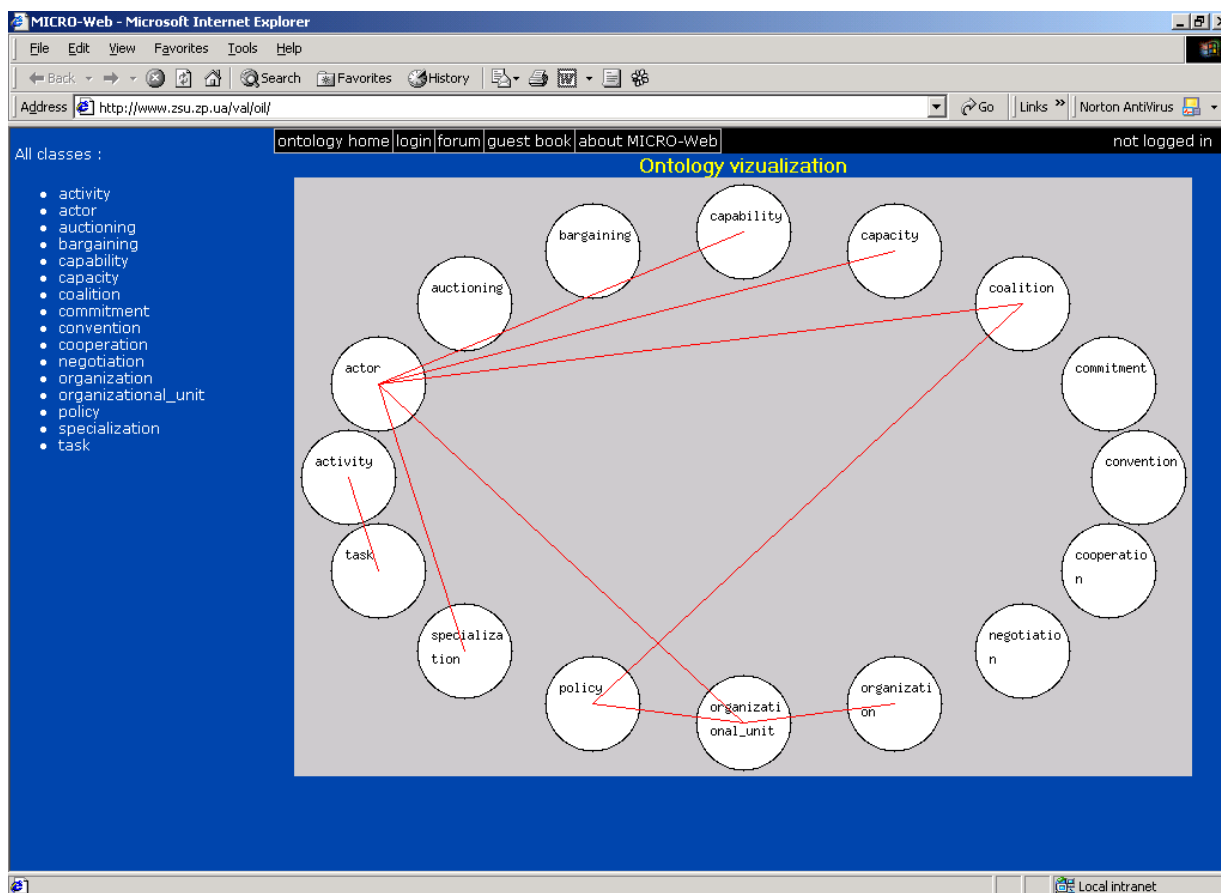 MICRO-Web - Microsoft Internet Explorer
File Edit View Favorites Tools Help
Back Search Favorites History
Address http://www.zsu.zp.ua/val/oil/ Go Links » Norton AntiVirus
ontology home login forum guest book about MICRO-Web not logged in
All classes :
activity
actor
auctioning
bargaining
capability
capacity
coalition
commitment
convention
cooperation
negotiation
organization
organizational_unit
policy
specialization
task
Ontology vizualization
capability
bargaining
capacity
auctioning
coalition
actor
commitment
activity
convention
task
cooperatio
n
specializa
tion
negotiatio
n
policy
organizati
onal_unit
organizati
on
Local intranet